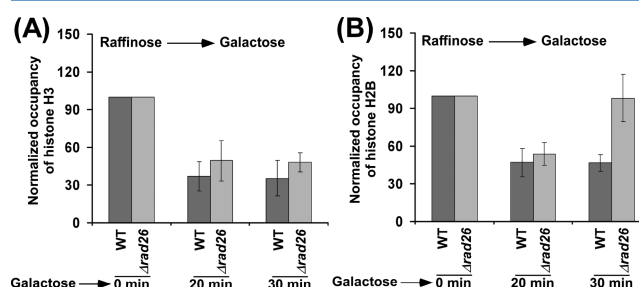 (A)
150
120
90
60
30
0
Normalized occupancy
of histone H3
Raffinose → Galactose
WT
Δrad26
WT
Δrad26
WT
Δrad26
Galactose → 0 min 20 min 30 min
(B)
150
120
90
60
30
0
Normalized occupancy
of histone H2B
Raffinose → Galactose
WT
Δrad26
WT
Δrad26
WT
Δrad26
Galactose → 0 min 20 min 30 min